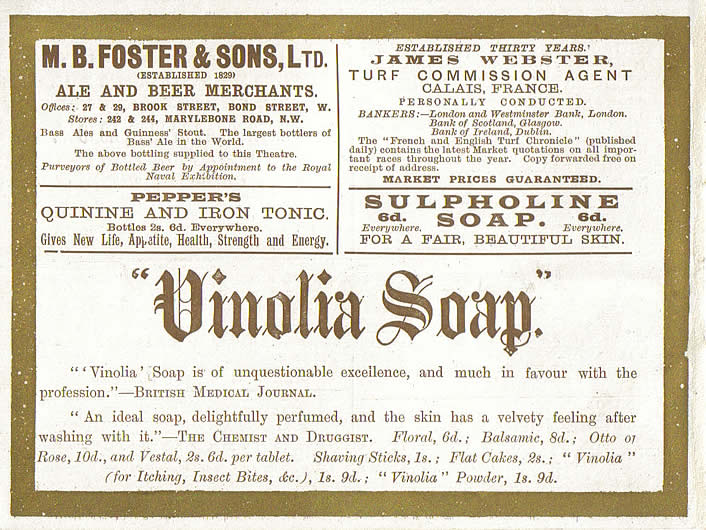 M. B. FOSTER & SONS, LTD.
(ESTABLISHED 1829)
ALE AND BEER MERCHANTS.
Offices: 27 & 29, BROOK STREET, BOND STREET, W.
Stores: 242 & 244, MARYLEBONE ROAD, N.W.
Bass Ales and Guinness' Stout. The largest bottlers of
Bass' Ale in the World.
The above bottling supplied to this Theatre.
Purveyors of Bottled Beer by Appointment to the Royal
Naval Exhibition.
PEPPER'S
QUININE AND IRON TONIC.
Bottles 2s. 6d. Everywhere.
Gives New Life, Appetite, Health, Strength and Energy.
ESTABLISHED THIRTY YEARS.'
JAMES WEBSTER,
TURF COMMISSION AGENT
CALAIS, FRANCE.
PERSONALLY CONDUCTED.
BANKERS:—London and Westminster Bank, London.
Bank of Scotland, Glasgow.
Bank of Ireland, Dublin.
The "French and English Turf Chronicle" (published
daily) contains the latest Market quotations on all impor-
tant races throughout the year. Copy forwarded free on
receipt of address.
MARKET PRICES GUARANTEED.
SULPHOLINE
6d. SOAP. 6d.
Everywhere. Everywhere.
FOR A FAIR, BEAUTIFUL SKIN.
"Vinolia Soap."
"'Vinolia' Soap is of unquestionable excellence, and much in favour with the
profession."—BRITISH MEDICAL JOURNAL.
"An ideal soap, delightfully perfumed, and the skin has a velvety feeling after
washing with it."—THE CHEMIST AND DRUGGIST. Floral, 6d.; Balsamic, 8d.; Otto of
Rose, 10d., and Vestal, 2s. 6d. per tablet. Shaving Sticks, 1s.; Flat Cakes, 2s.; "Vinolia"
(for Itching, Insect Bites, &c.), 1s. 9d.; "Vinolia" Powder, 1s. 9d.